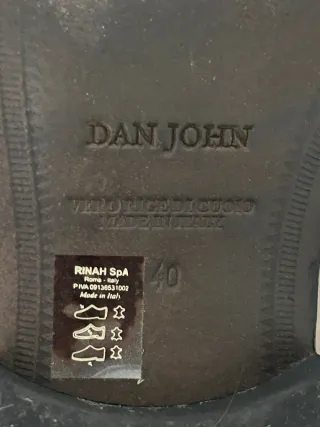 DAN JOHN
MADE IN ITALY
40
RINAH SpA
Roma - Italy
P.IVA 09136531002
Made in Italy